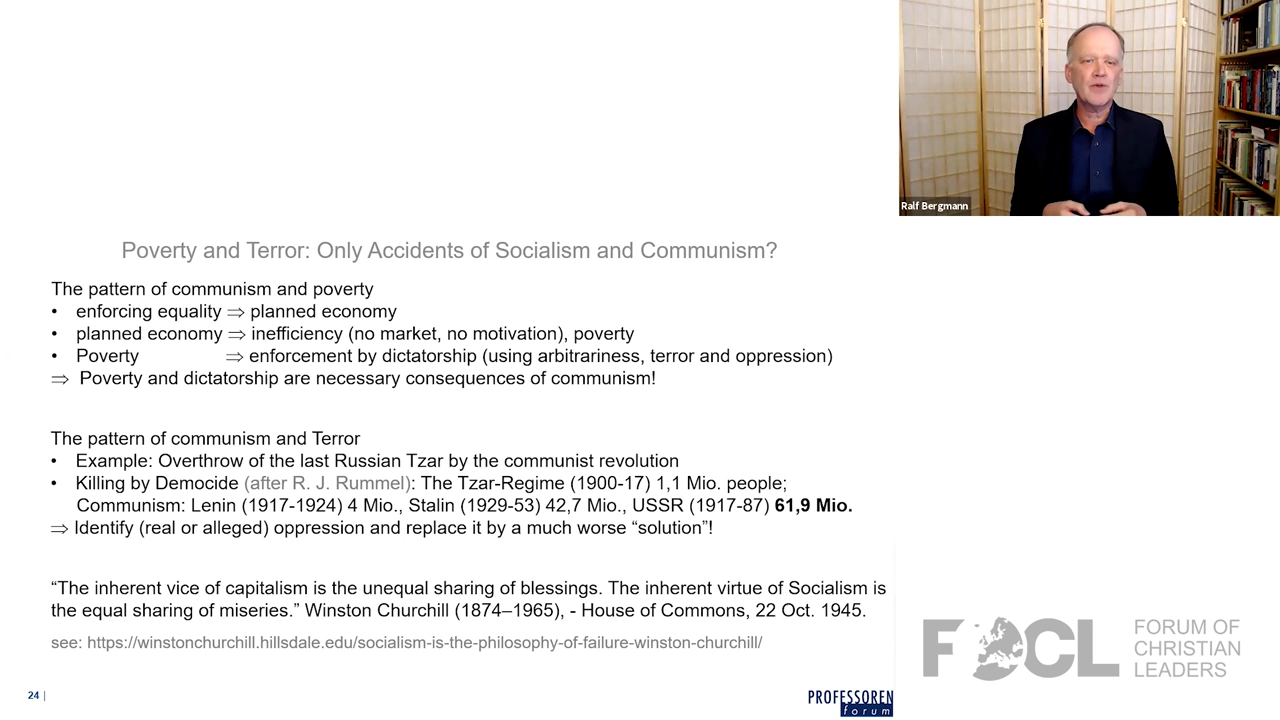 Ralf Bergmann
Poverty and Terror: Only Accidents of Socialism and Communism?
The pattern of communism and poverty
• enforcing equality ⇒ planned economy
• planned economy ⇒ inefficiency (no market, no motivation), poverty
• Poverty ⇒ enforcement by dictatorship (using arbitrariness, terror and oppression)
⇒ Poverty and dictatorship are necessary consequences of communism!
The pattern of communism and Terror
• Example: Overthrow of the last Russian Tzar by the communist revolution
• Killing by Democide (after R. J. Rummel): The Tzar-Regime (1900-17) 1,1 Mio. people;
Communism: Lenin (1917-1924) 4 Mio., Stalin (1929-53) 42,7 Mio., USSR (1917-87) 61,9 Mio.
⇒ Identify (real or alleged) oppression and replace it by a much worse “solution”!
“The inherent vice of capitalism is the unequal sharing of blessings. The inherent virtue of Socialism is
the equal sharing of miseries.” Winston Churchill (1874–1965), - House of Commons, 22 Oct. 1945.
see: https://winstonchurchill.hillsdale.edu/socialism-is-the-philosophy-of-failure-winston-churchill/
24 |
PROFESSOREN
forum
FOCL
FORUM OF
CHRISTIAN
LEADERS